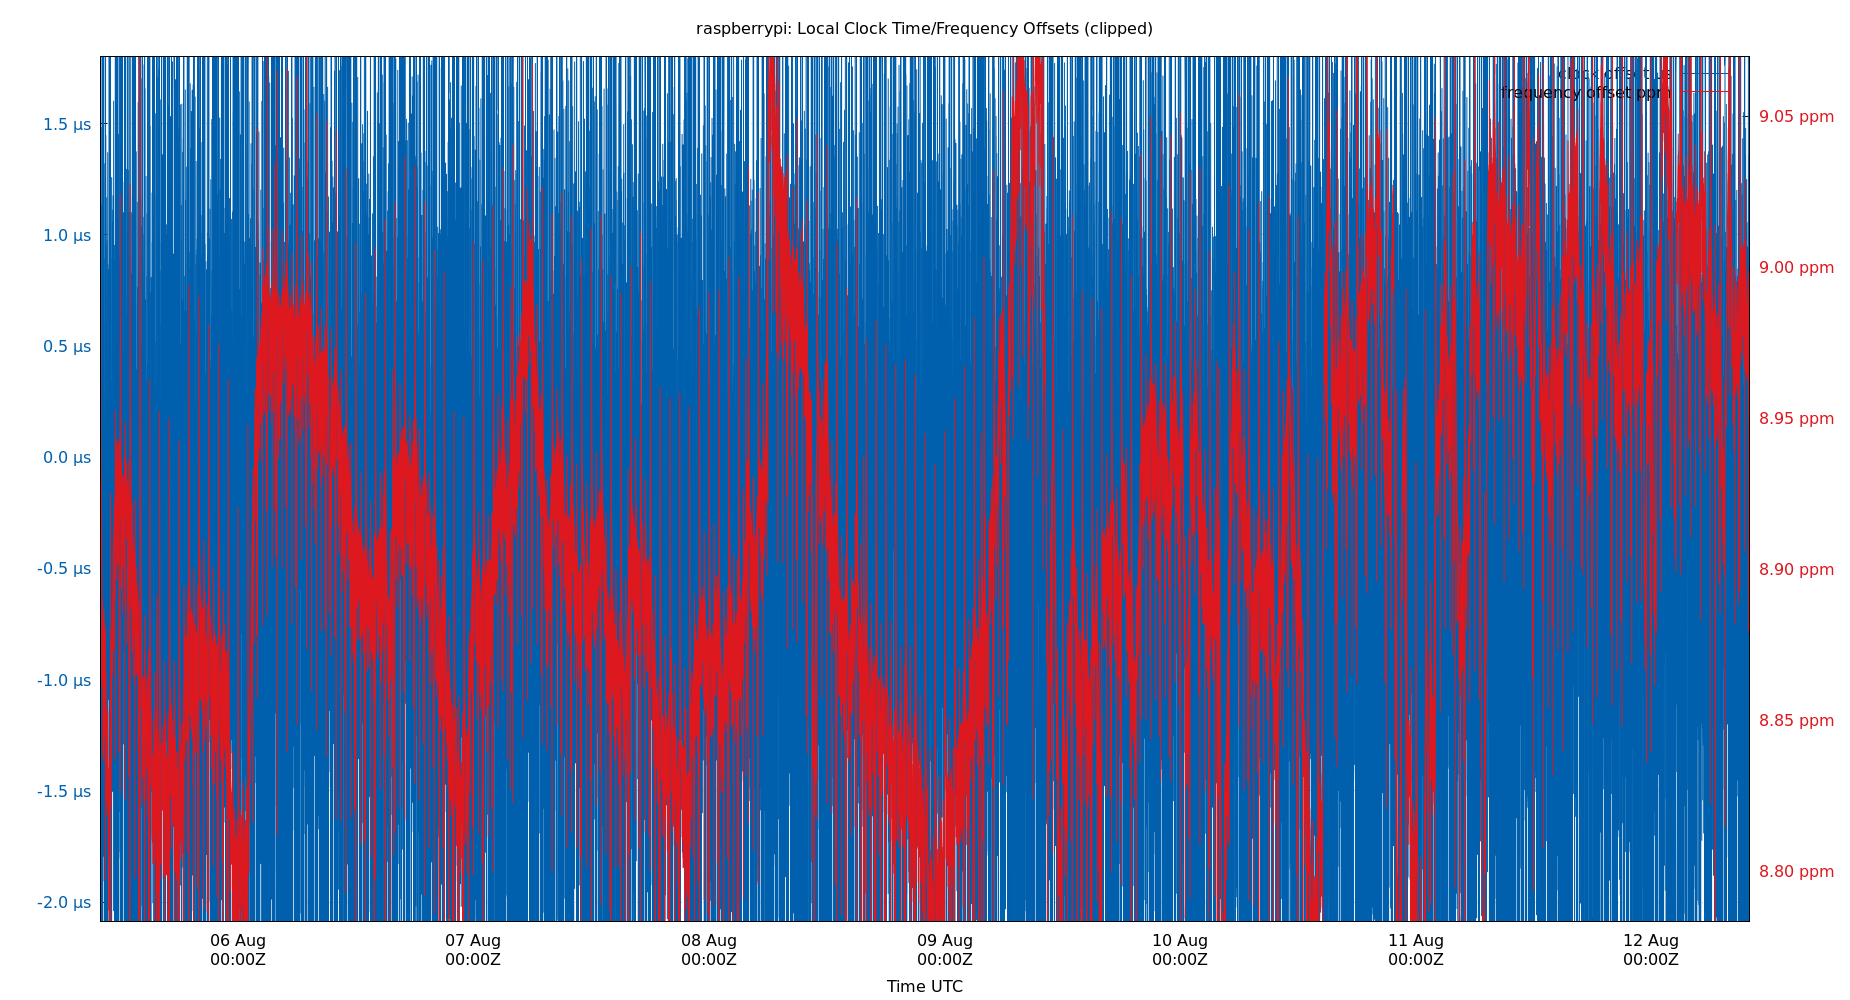 raspberrypi: Local Clock Time/Frequency Offsets (clipped)
clock offset µs
frequency offset ppm
1.5 µs
1.0 µs
0.5 µs
0.0 µs
-0.5 µs
-1.0 µs
-1.5 µs
-2.0 µs
9.05 ppm
9.00 ppm
8.95 ppm
8.90 ppm
8.85 ppm
8.80 ppm
06 Aug
00:00Z
07 Aug
00:00Z
08 Aug
00:00Z
09 Aug
00:00Z
10 Aug
00:00Z
11 Aug
00:00Z
12 Aug
00:00Z
Time UTC